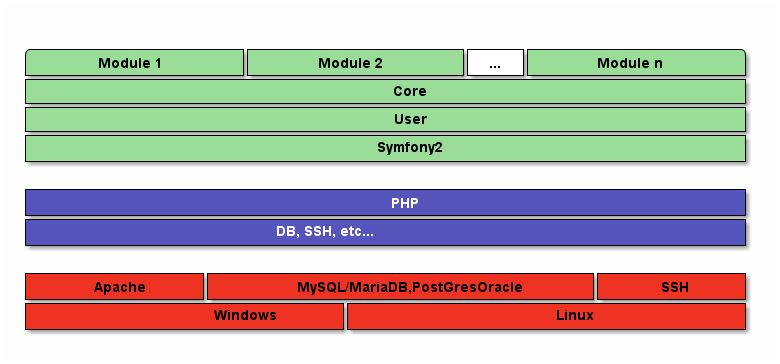 Module 1 Module 2 ... Module n
Core
User
Symfony2
PHP
DB, SSH, etc...
Apache MySQL/MariaDB,PostGresOracle SSH
Windows Linux